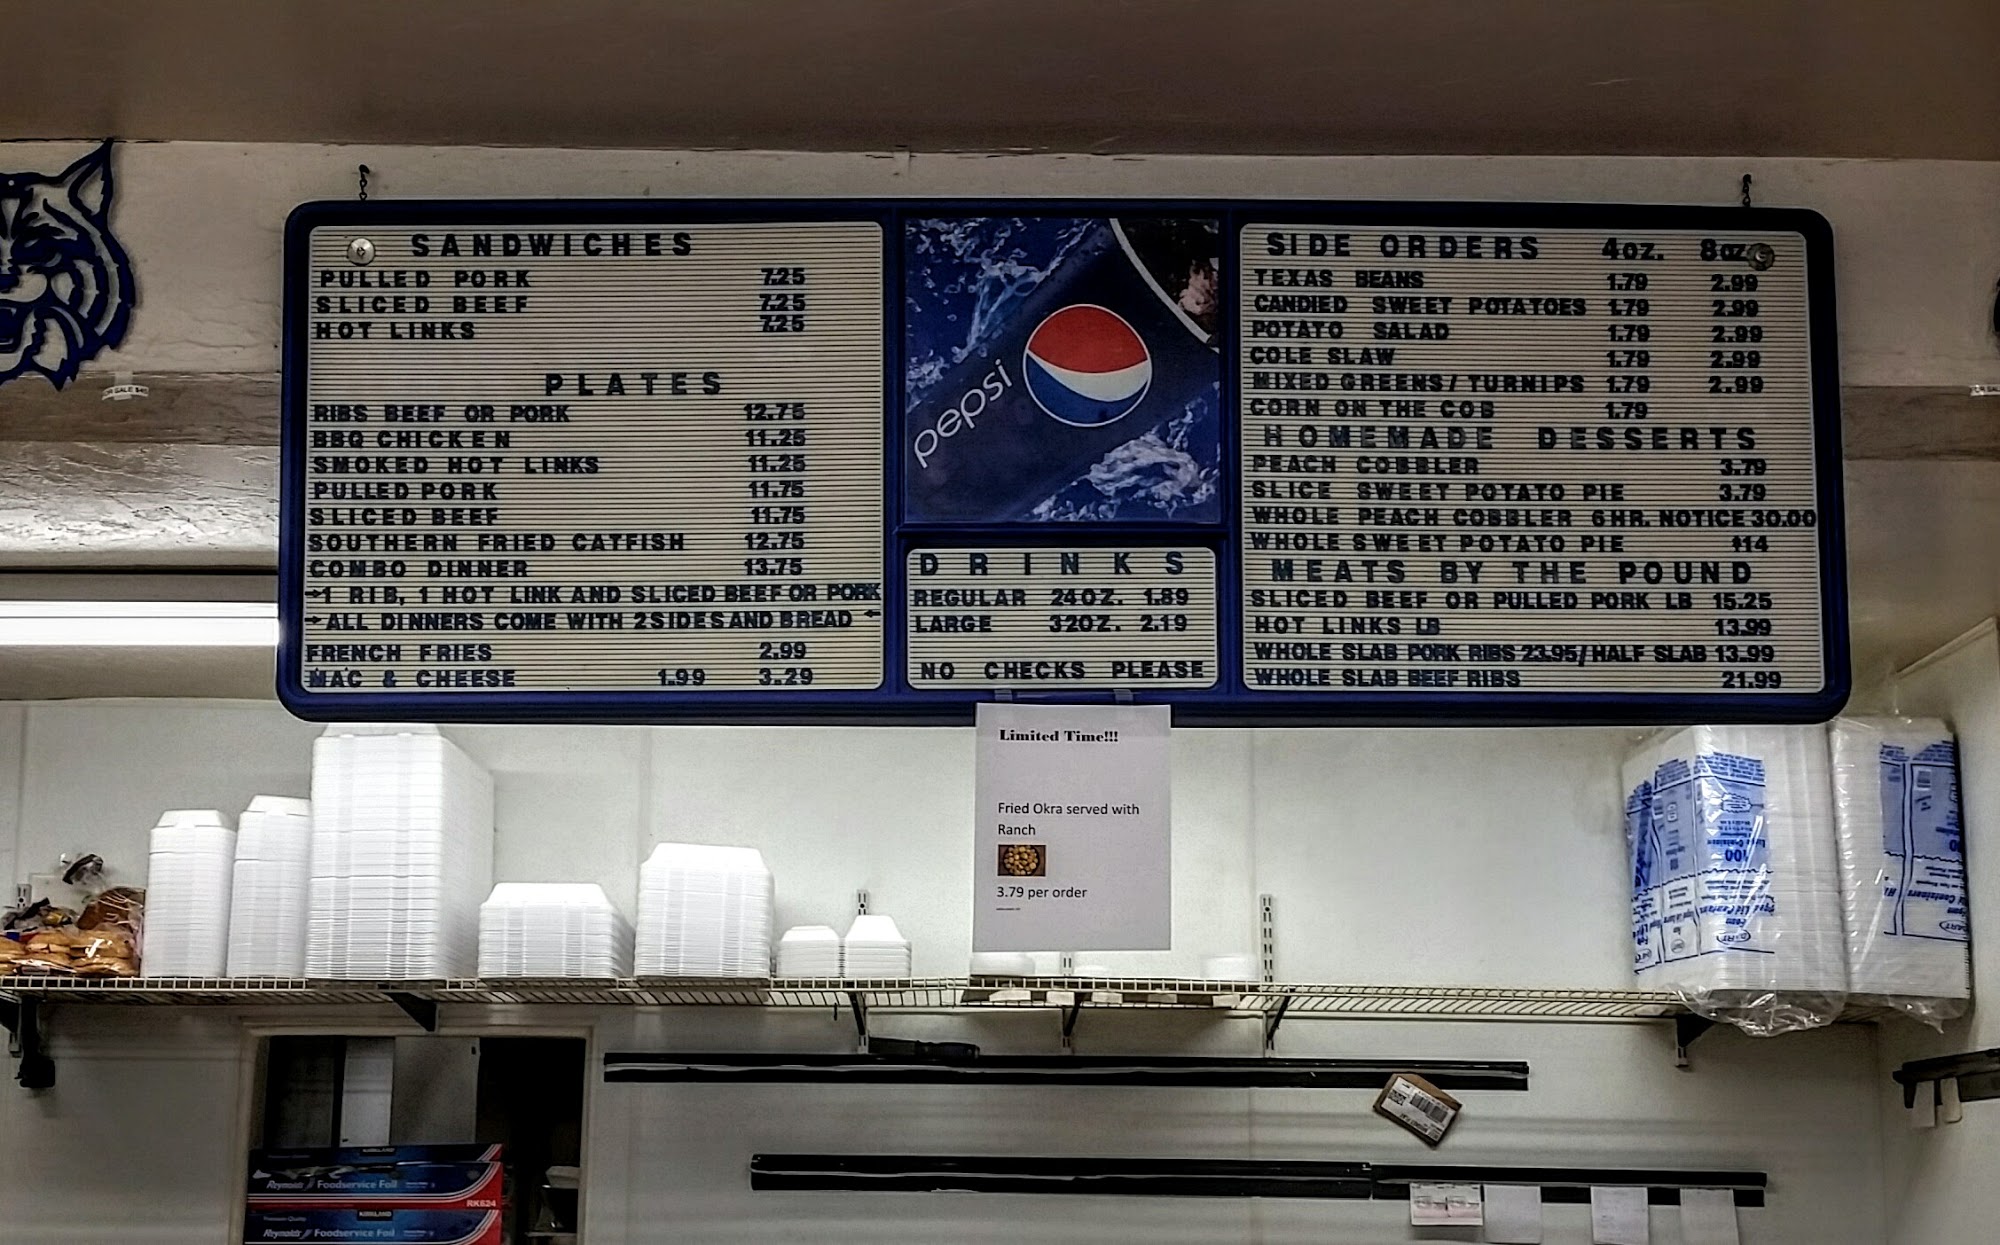 SANDWICHES
PULLED PORK 7.25
SLICED BEEF 7.25
HOT LINKS 7.25
PLATES
RIBS BEEF OR PORK 12.75
BBQ CHICKEN 11.25
SMOKED HOT LINKS 11.25
PULLED PORK 11.75
SLICED BEEF 11.75
SOUTHERN FRIED CATFISH 12.75
COMBO DINNER 13.75
→1 RIB, 1 HOT LINK AND SLICED BEEF OR PORK
→ALL DINNERS COME WITH 2 SIDES AND BREAD←
FRENCH FRIES 2.99
MAC & CHEESE 1.99 3.29
pepsi
DRINKS
REGULAR 24OZ. 1.89
LARGE 32OZ. 2.19
NO CHECKS PLEASE
SIDE ORDERS 4oz. 8oz
TEXAS BEANS 1.79 2.99
CANDIED SWEET POTATOES 1.79 2.99
POTATO SALAD 1.79 2.99
COLE SLAW 1.79 2.99
MIXED GREENS/TURNIPS 1.79 2.99
CORN ON THE COB 1.79
HOMEMADE DESSERTS
PEACH COBBLER 3.79
SLICE SWEET POTATO PIE 3.79
WHOLE PEACH COBBLER 6HR. NOTICE 30.00
WHOLE SWEET POTATO PIE $14
MEATS BY THE POUND
SLICED BEEF OR PULLED PORK LB 15.25
HOT LINKS LB 13.99
WHOLE SLAB PORK RIBS 23.95/HALF SLAB 13.99
WHOLE SLAB BEEF RIBS 21.99
Limited Time!!!
Fried Okra served with
Ranch
3.79 per order
100
DART
KIRKLAND
Reynolds Foodservice Foil
RK624
KIRKLAND
Reynolds Foodservice Foil